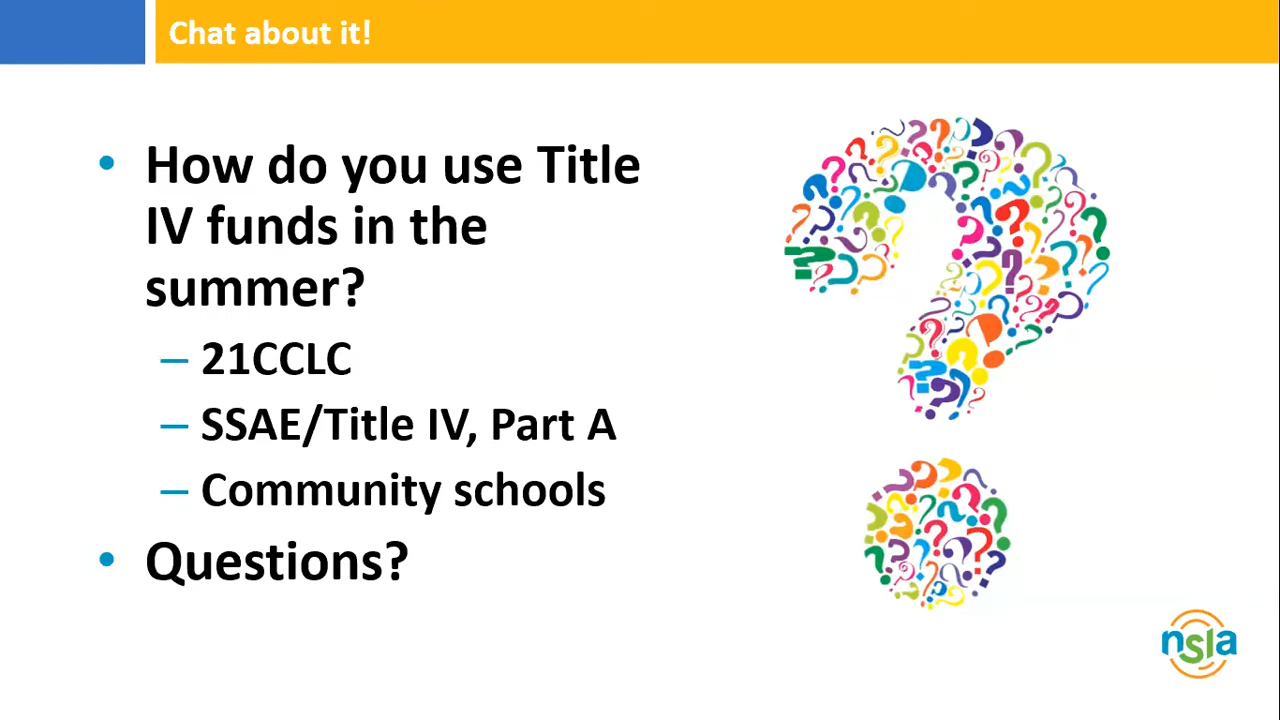 Chat about it!
• How do you use Title
IV funds in the
summer?
– 21CCLC
– SSAE/Title IV, Part A
– Community schools
• Questions?
nsla